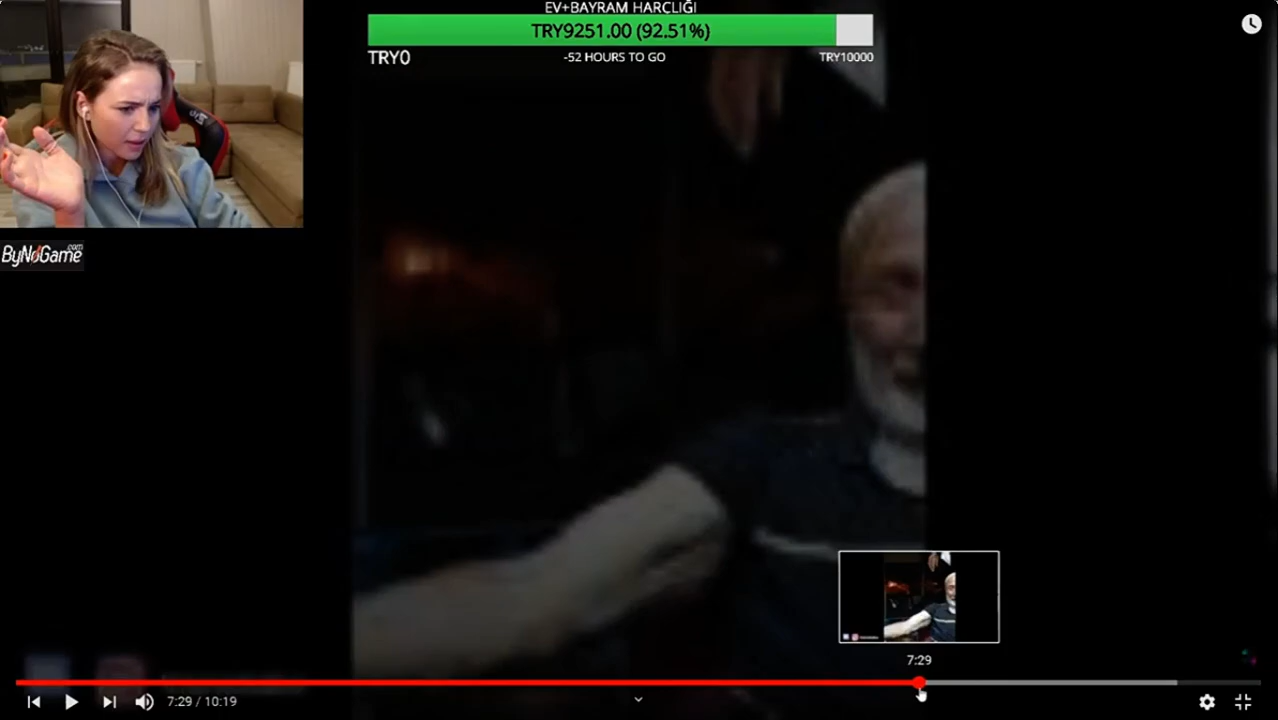 EV+BAYRAM HARÇLIĞI
TRY9251.00 (92.51%)
TRY0
-52 HOURS TO GO
TRY10000
ByNoGame
.com
7:29
7:29 / 10:19